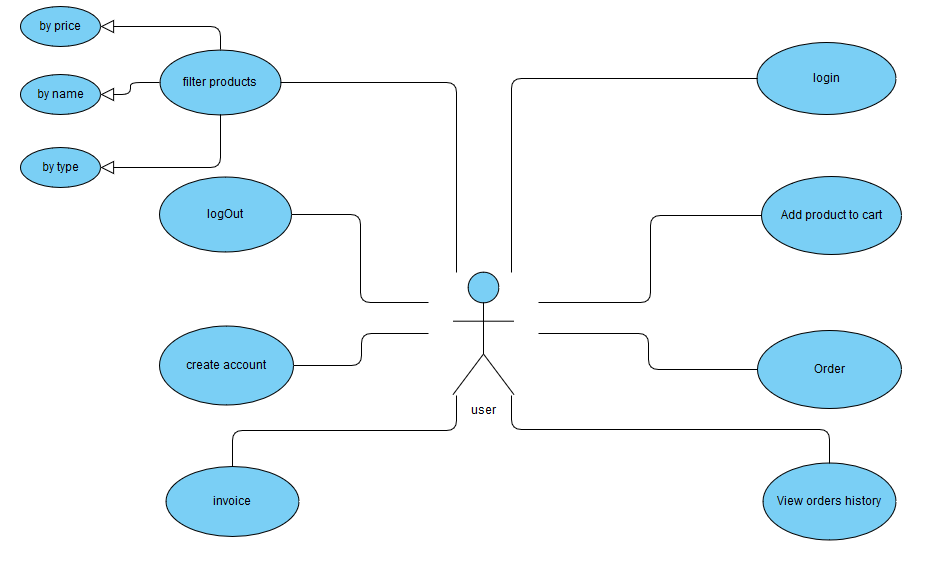 by price
filter products
by name
by type
logOut
create account
invoice
user
login
Add product to cart
Order
View orders history